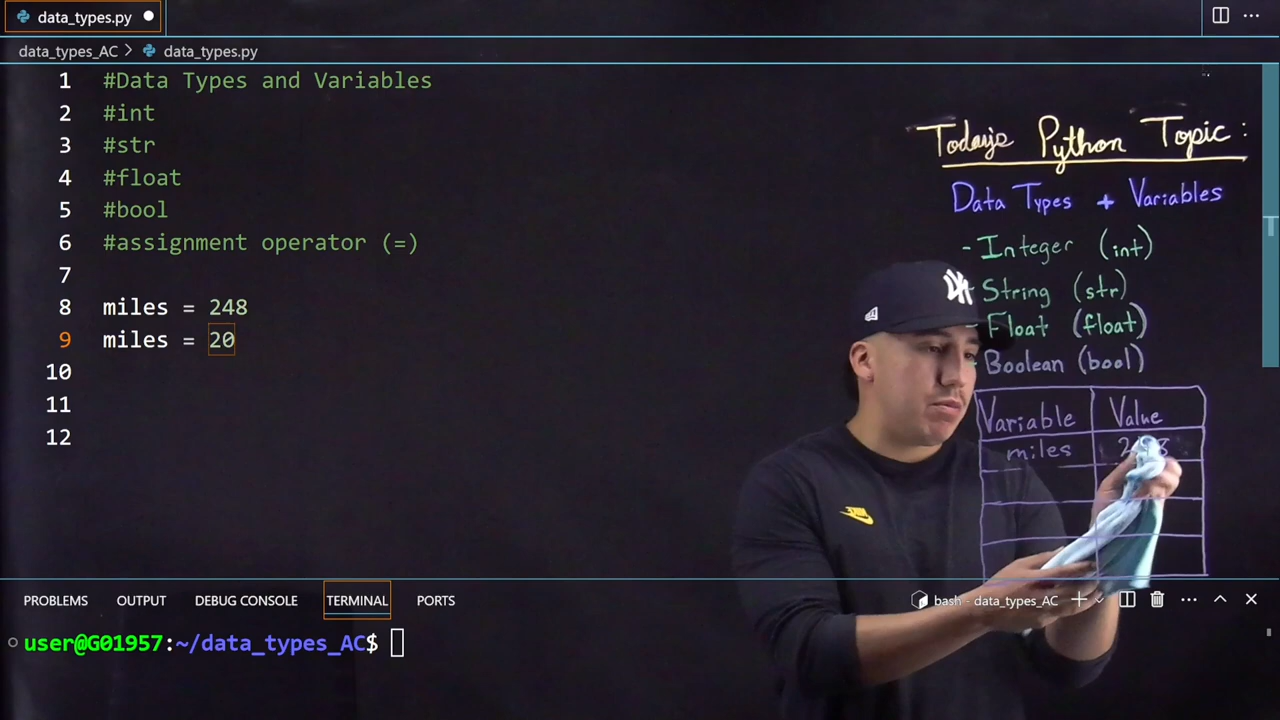 data_types.py
data_types_AC > data_types.py
1 #Data Types and Variables
2 #int
3 #str
4 #float
5 #bool
6 #assignment operator (=)
7
8 miles = 248
9 miles = 20
10
11
12
Today's Python Topic :
Data Types + Variables
- Integer (int)
- String (str)
- Float (float)
- Boolean (bool)
Variable Value
miles
PROBLEMS OUTPUT DEBUG CONSOLE TERMINAL PORTS
bash - data_types_AC
user@G01957:~/data_types_AC$